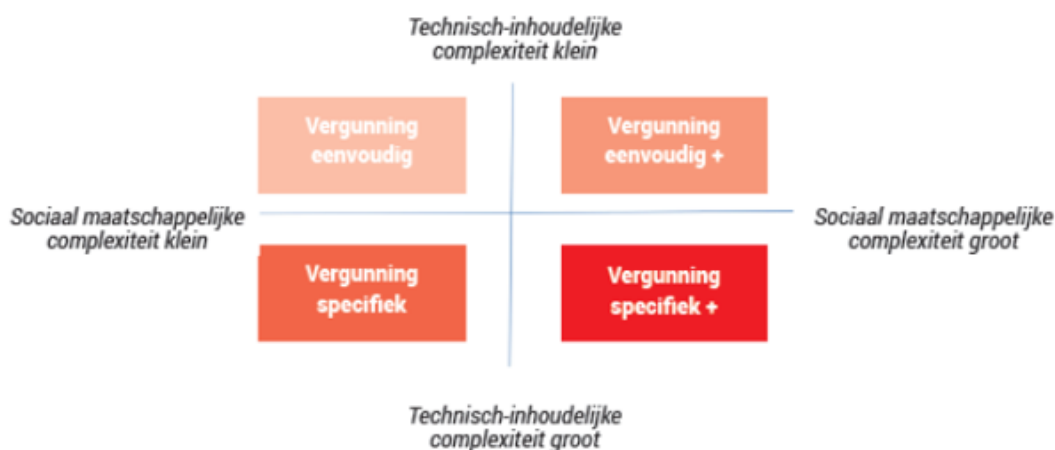 Technisch-inhoudelijke
complexiteit klein
Vergunning
eenvoudig
Vergunning
eenvoudig +
Sociaal maatschappelijke
complexiteit klein
Sociaal maatschappelijke
complexiteit groot
Vergunning
specifiek
Vergunning
specifiek +
Technisch-inhoudelijke
complexiteit groot